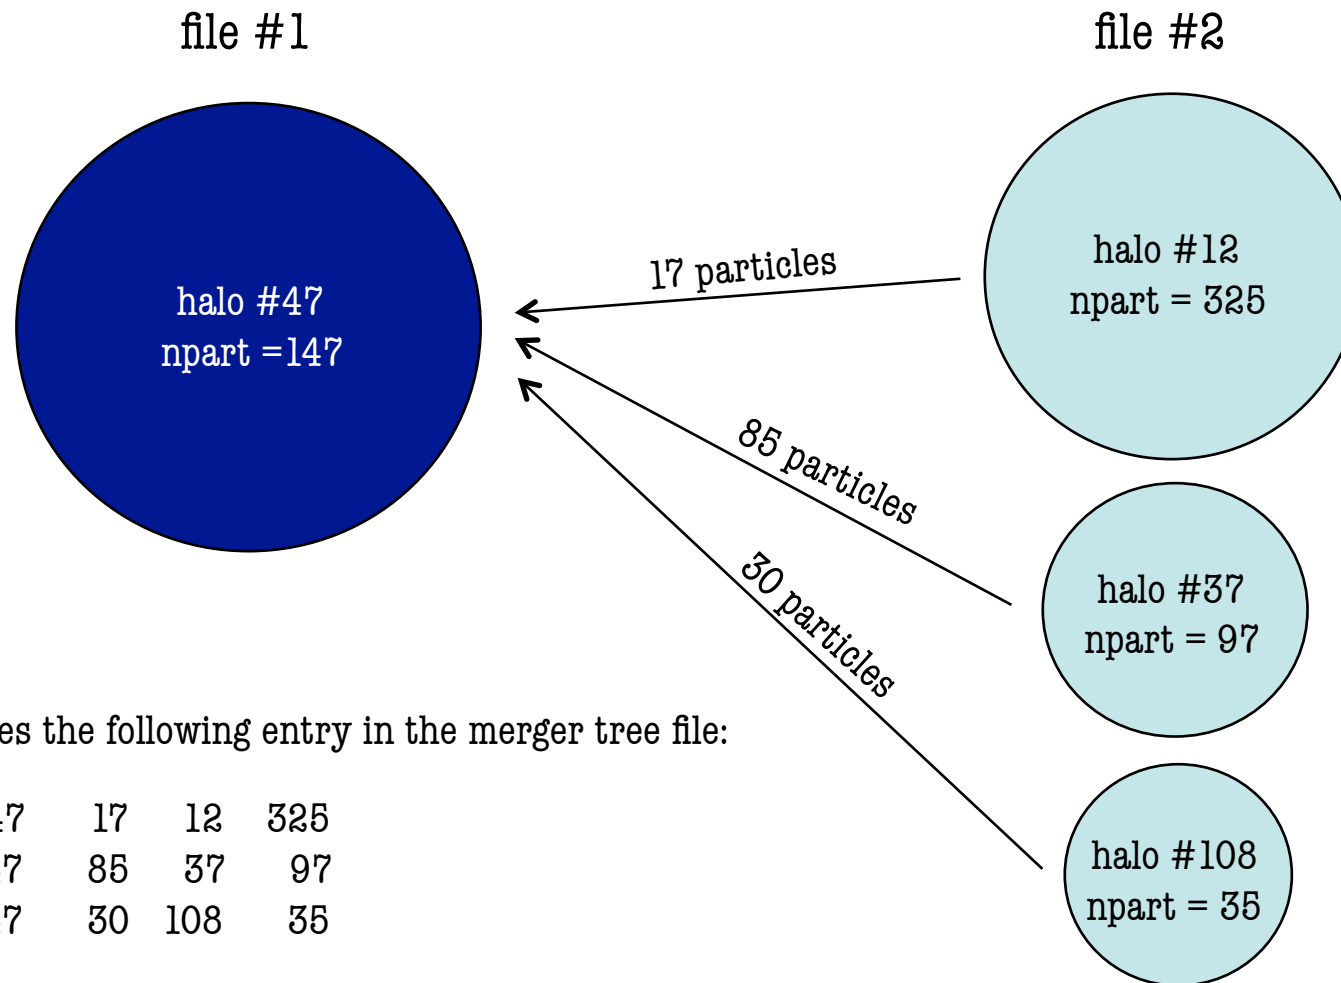 file #1
file #2
halo #47
npart =147
17 particles
85 particles
30 particles
halo #12
npart = 325
halo #37
npart = 97
halo #108
npart = 35
the following entry in the merger tree file:
17 12 325
85 37 97
30 108 35